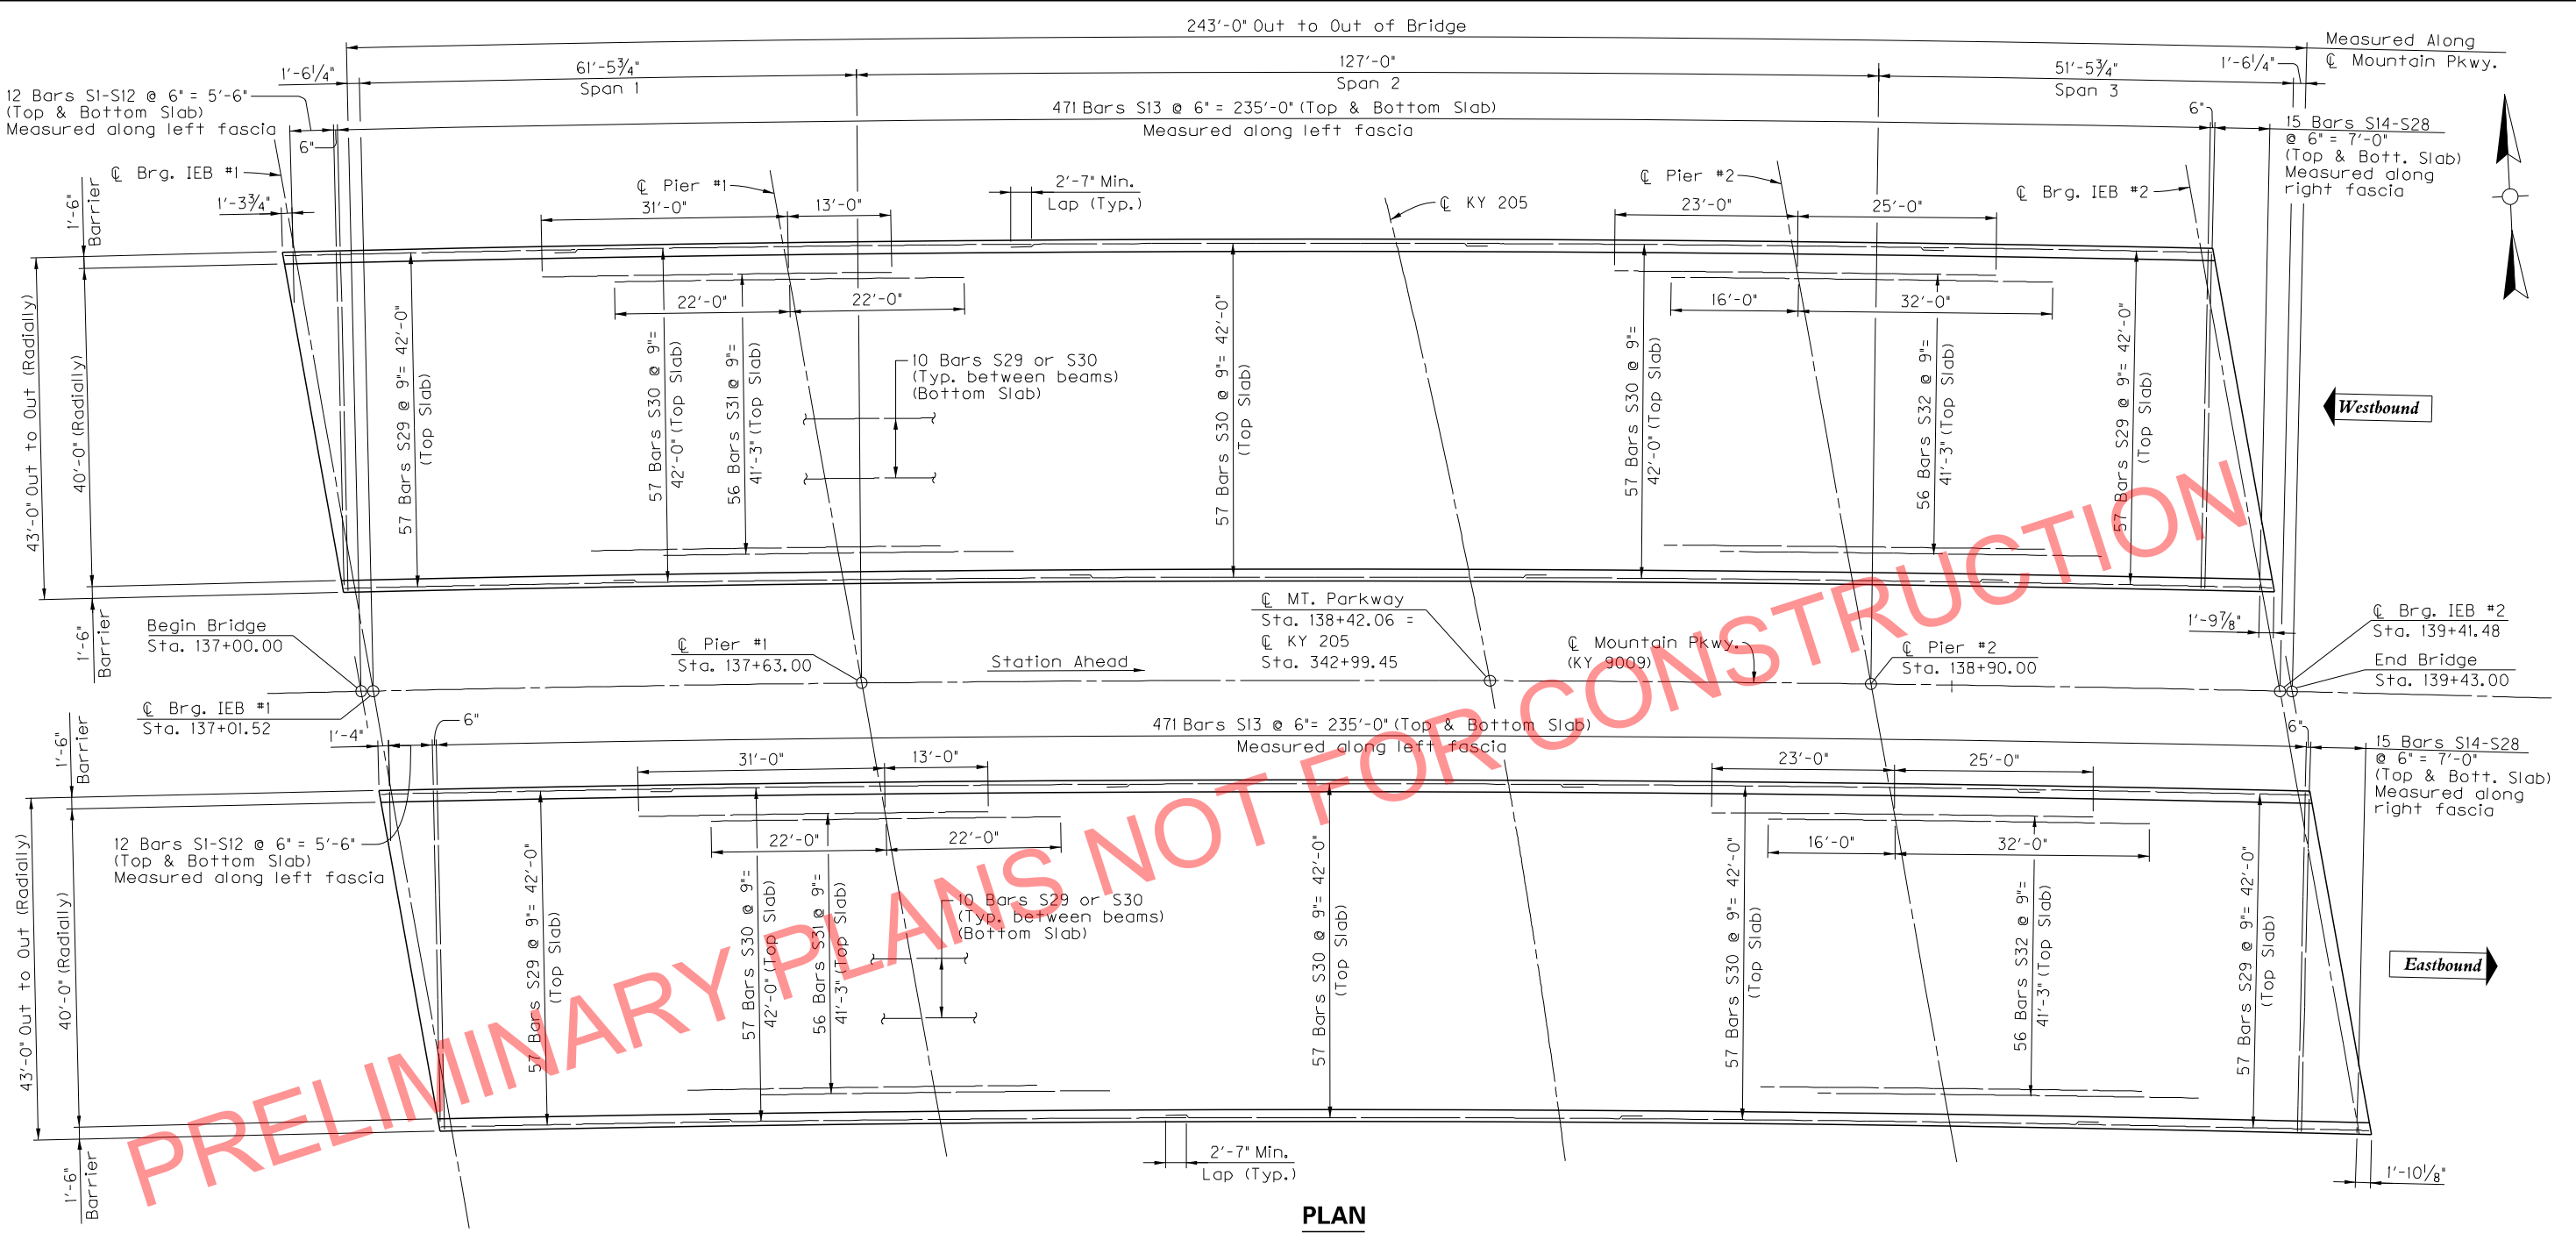 243'-0" Out to Out of Bridge
Measured Along
℄ Mountain Pkwy.
1'-6¼"
61'-5¾"
Span 1
127'-0"
Span 2
51'-5¾"
Span 3
1'-6¼"
12 Bars S1-S12 @ 6" = 5'-6"
(Top & Bottom Slab)
Measured along left fascia
6"
471 Bars S13 @ 6" = 235'-0" (Top & Bottom Slab)
Measured along left fascia
6"
15 Bars S14-S28
@ 6" = 7'-0"
(Top & Bott. Slab)
Measured along
right fascia
℄ Brg. IEB #1
1'-3¾"
℄ Pier #1
31'-0"
13'-0"
2'-7" Min.
Lap (Typ.)
℄ KY 205
℄ Pier #2
23'-0"
25'-0"
℄ Brg. IEB #2
1'-6"
Barrier
43'-0" Out to Out (Radially)
40'-0" (Radially)
1'-6"
Barrier
22'-0"
22'-0"
16'-0"
32'-0"
57 Bars S29 @ 9"= 42'-0"
(Top Slab)
57 Bars S30 @ 9"=
42'-0" (Top Slab)
56 Bars S31 @ 9"=
41'-3" (Top Slab)
10 Bars S29 or S30
(Typ. between beams)
(Bottom Slab)
57 Bars S30 @ 9"= 42'-0"
(Top Slab)
57 Bars S30 @ 9"=
42'-0" (Top Slab)
56 Bars S32 @ 9"=
41'-3" (Top Slab)
57 Bars S29 @ 9"= 42'-0"
(Top Slab)
Westbound
Begin Bridge
Sta. 137+00.00
℄ Brg. IEB #1
Sta. 137+01.52
℄ Pier #1
Sta. 137+63.00
Station Ahead
℄ MT. Parkway
Sta. 138+42.06 =
℄ KY 205
Sta. 342+99.45
℄ Mountain Pkwy.
(KY 9009)
℄ Pier #2
Sta. 138+90.00
1'-9⅞"
℄ Brg. IEB #2
Sta. 139+41.48
End Bridge
Sta. 139+43.00
1'-6"
Barrier
1'-4"
6"
471 Bars S13 @ 6"= 235'-0" (Top & Bottom Slab)
Measured along left fascia
6"
15 Bars S14-S28
@ 6" = 7'-0"
(Top & Bott. Slab)
Measured along
right fascia
31'-0"
13'-0"
23'-0"
25'-0"
12 Bars S1-S12 @ 6" = 5'-6"
(Top & Bottom Slab)
Measured along left fascia
22'-0"
22'-0"
16'-0"
32'-0"
43'-0" Out to Out (Radially)
40'-0" (Radially)
57 Bars S29 @ 9"= 42'-0"
(Top Slab)
57 Bars S30 @ 9"=
42'-0" (Top Slab)
56 Bars S31 @ 9"=
41'-3" (Top Slab)
10 Bars S29 or S30
(Typ. between beams)
(Bottom Slab)
57 Bars S30 @ 9"= 42'-0"
(Top Slab)
57 Bars S30 @ 9"= 42'-0"
(Top Slab)
56 Bars S32 @ 9"=
41'-3" (Top Slab)
57 Bars S29 @ 9"= 42'-0"
(Top Slab)
Eastbound
1'-6"
Barrier
2'-7" Min.
Lap (Typ.)
1'-10⅛"
PRELIMINARY PLANS NOT FOR CONSTRUCTION
PLAN